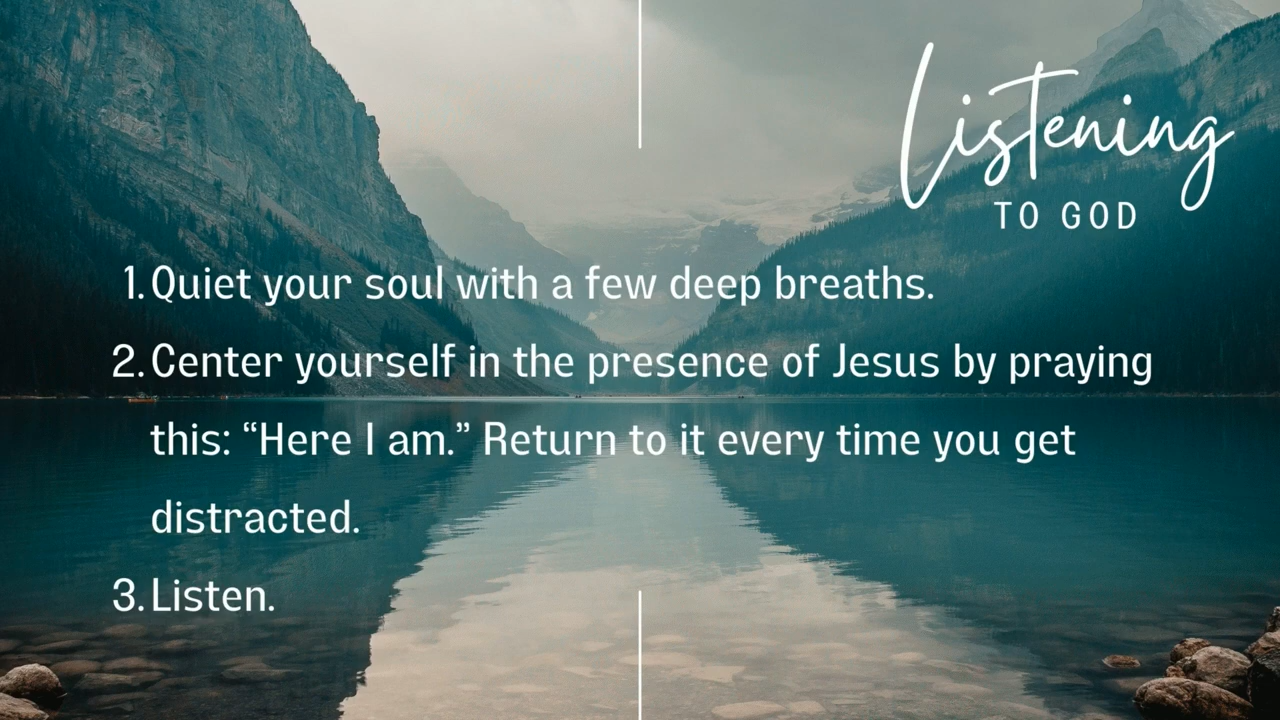 Listening
TO GOD
1. Quiet your soul with a few deep breaths.
2. Center yourself in the presence of Jesus by praying
this: “Here I am.” Return to it every time you get
distracted.
3. Listen.